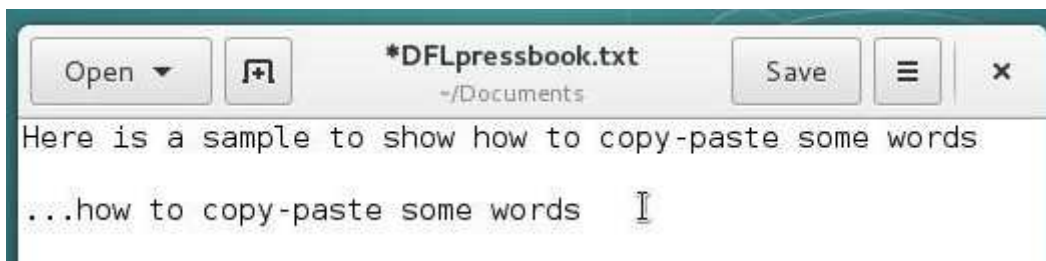 Open *DFLpressbook.txt Save
~/Documents
Here is a sample to show how to copy-paste some words
...how to copy-paste some words